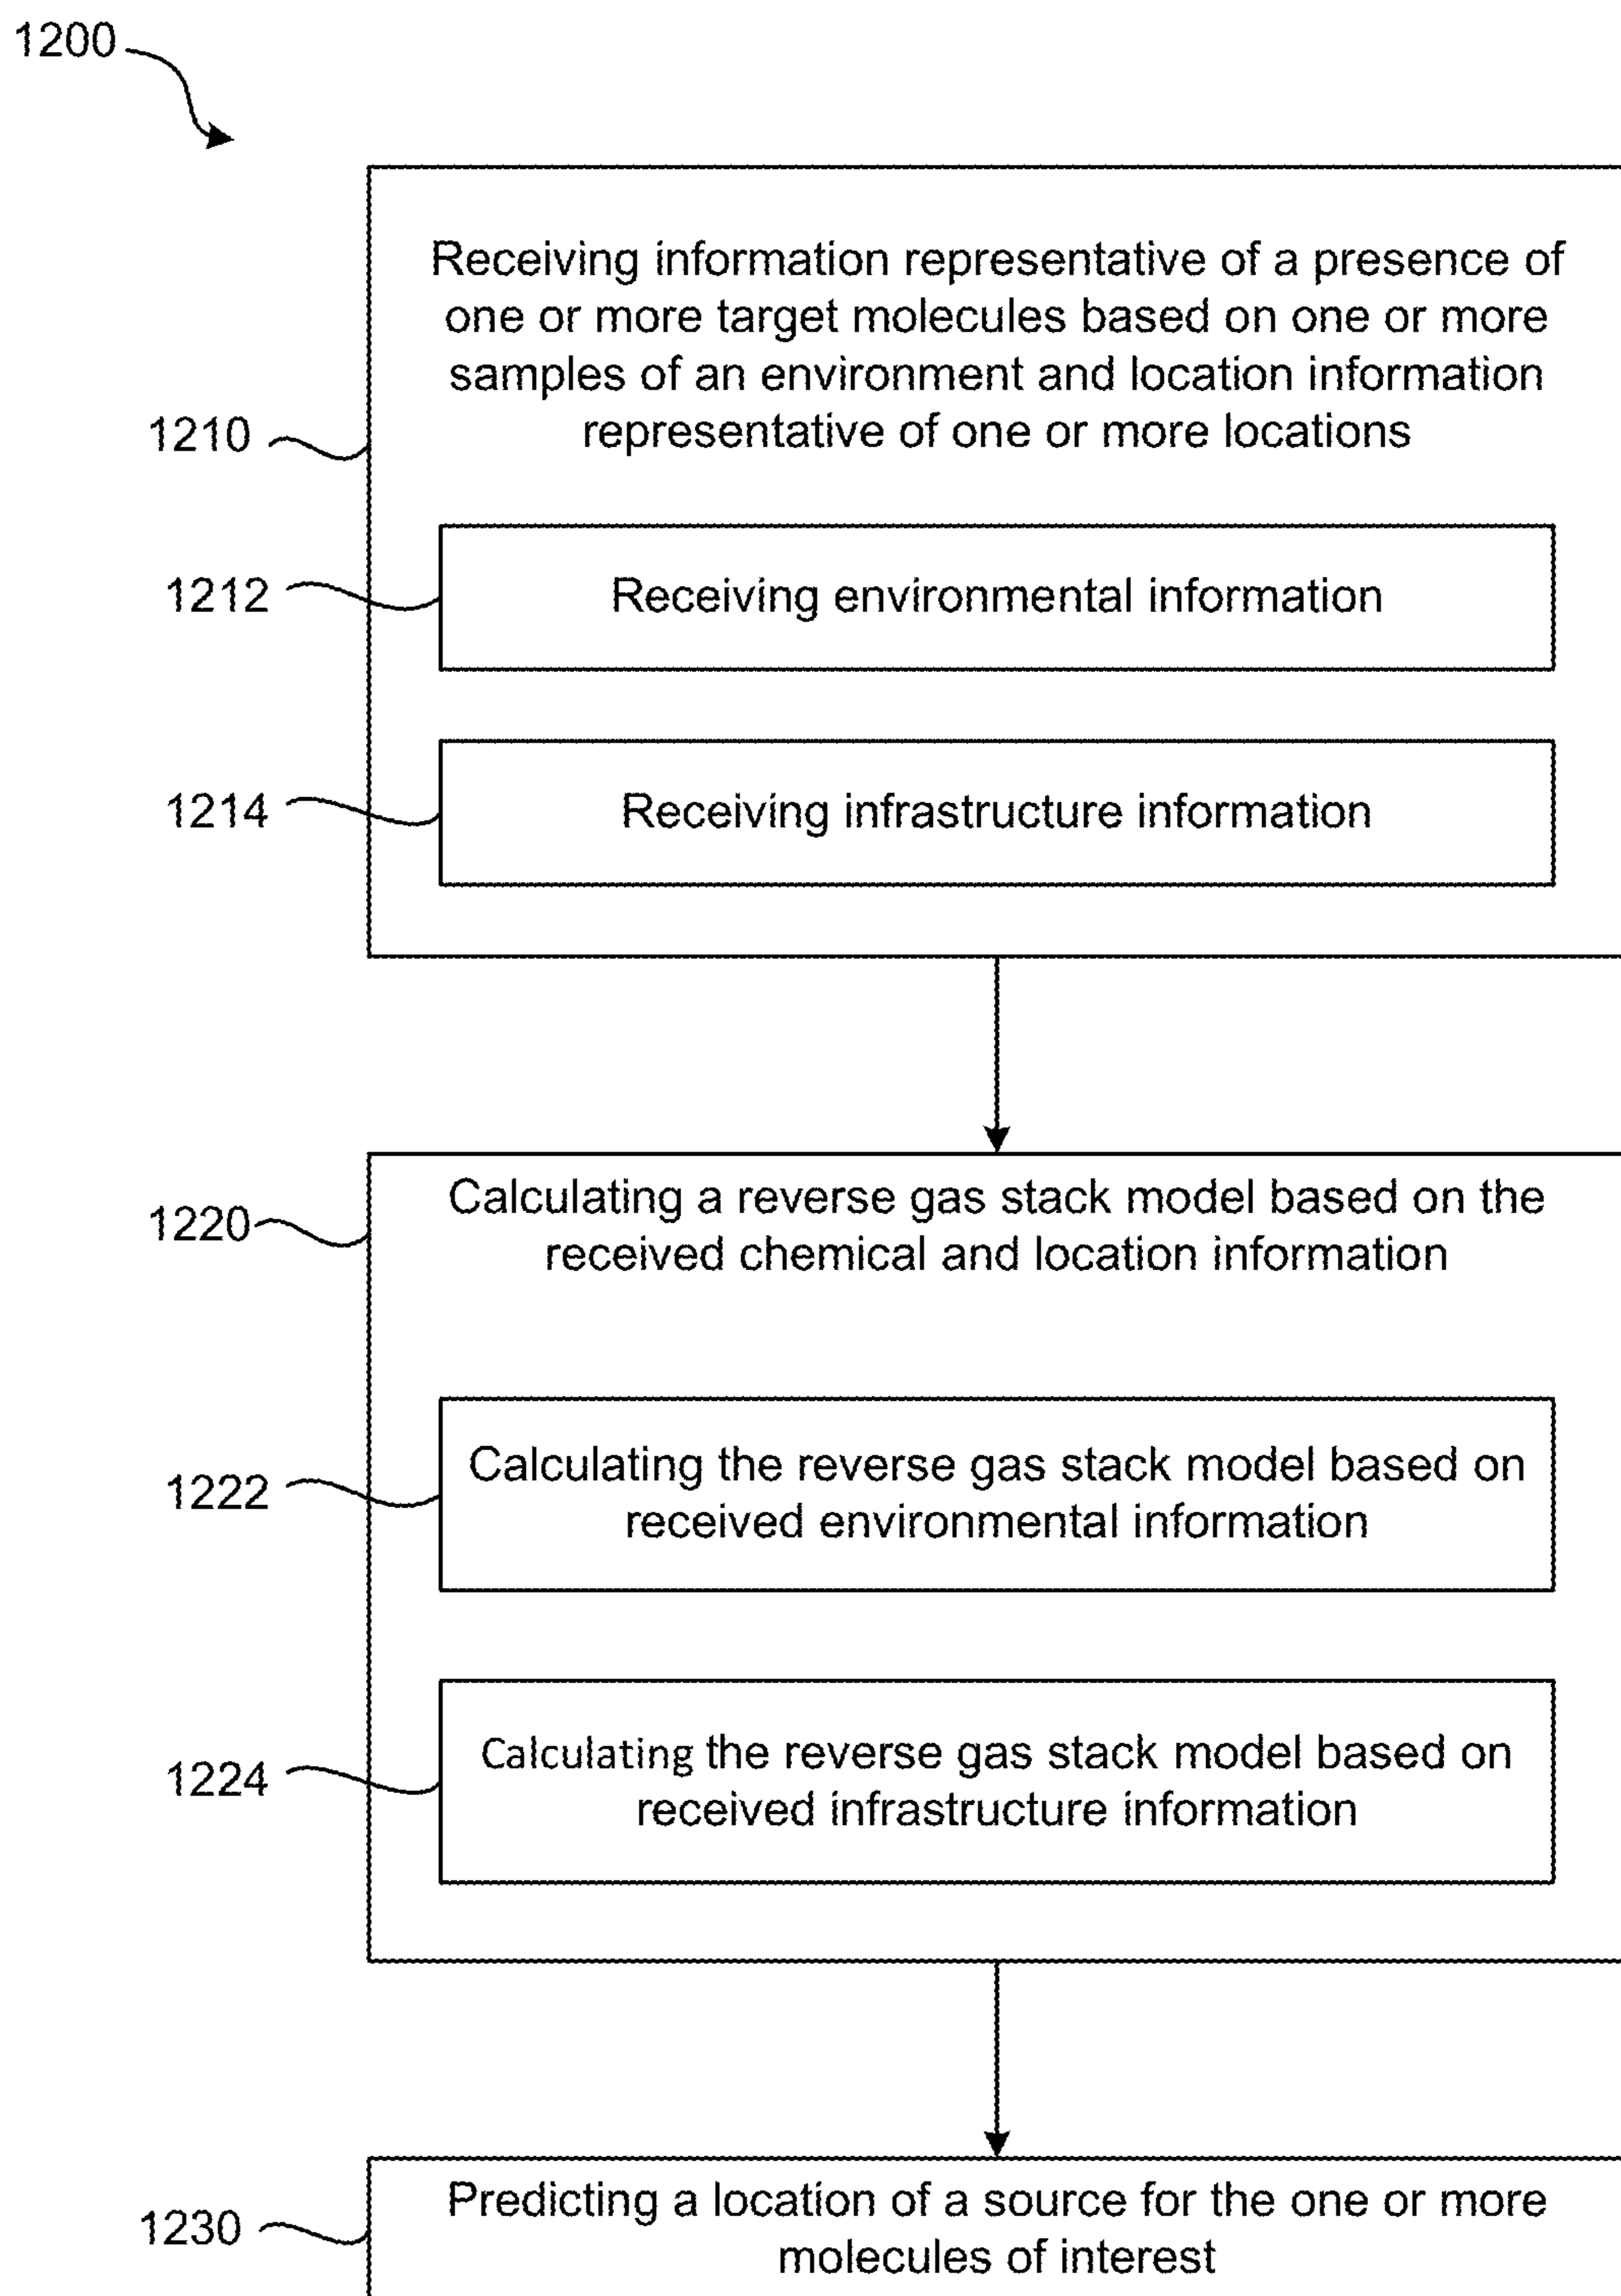 1200
Receiving information representative of a presence of
one or more target molecules based on one or more
samples of an environment and location information
representative of one or more locations
1210
1212
Receiving environmental information
1214
Receiving infrastructure information
1220
Calculating a reverse gas stack model based on the
received chemical and location information
1222
Calculating the reverse gas stack model based on
received environmental information
1224
Calculating the reverse gas stack model based on
received infrastructure information
1230
Predicting a location of a source for the one or more
molecules of interest